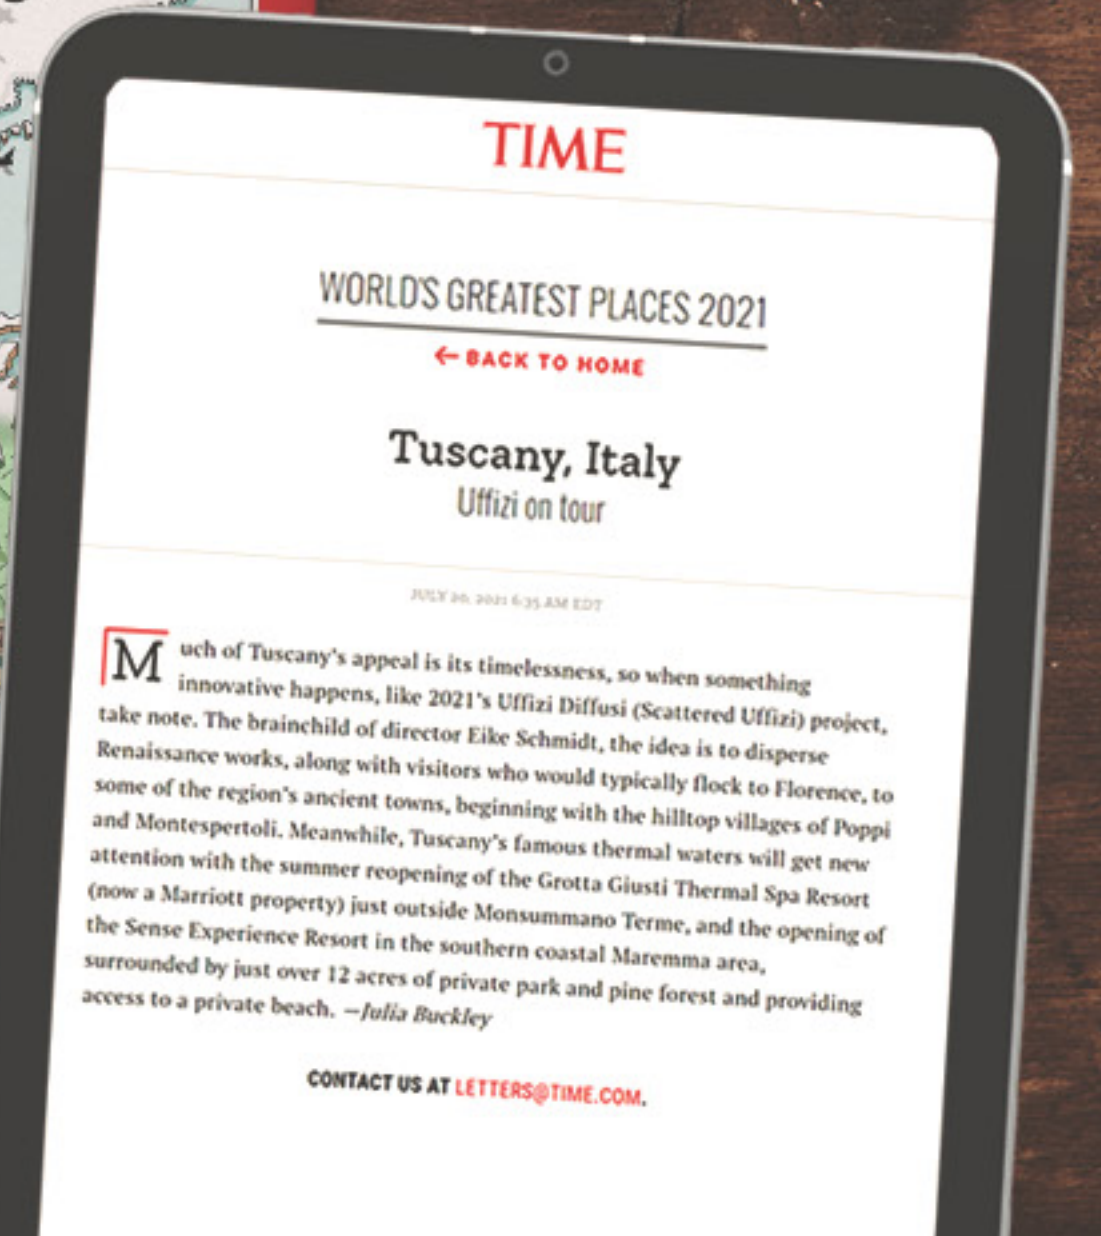 TIME
WORLD'S GREATEST PLACES 2021
← BACK TO HOME
Tuscany, Italy
Uffizi on tour
JULY 20, 2021 6:35 AM EDT
Much of Tuscany's appeal is its timelessness, so when something
innovative happens, like 2021's Uffizi Diffusi (Scattered Uffizi) project,
take note. The brainchild of director Eike Schmidt, the idea is to disperse
Renaissance works, along with visitors who would typically flock to Florence, to
some of the region's ancient towns, beginning with the hilltop villages of Poppi
and Montespertoli. Meanwhile, Tuscany's famous thermal waters will get new
attention with the summer reopening of the Grotta Giusti Thermal Spa Resort
(now a Marriott property) just outside Monsummano Terme, and the opening of
the Sense Experience Resort in the southern coastal Maremma area,
surrounded by just over 12 acres of private park and pine forest and providing
access to a private beach. —Julia Buckley
CONTACT US AT LETTERS@TIME.COM.